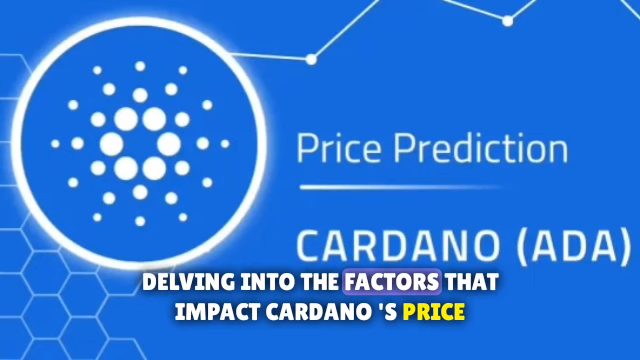 Price Prediction
CARDANO (ADA)
DELVING INTO THE FACTORS THAT
IMPACT CARDANO 'S PRICE